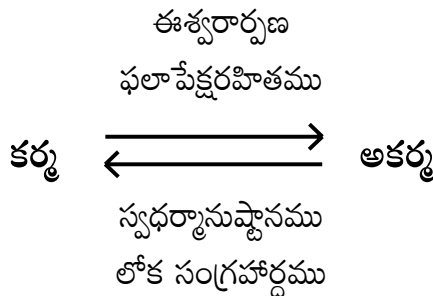 ఈశ్వరార్పణ
ఫలాపేక్షరహితము
కర్మ
అకర్మ
స్వధర్మానుష్టానము
లోక సంగ్రహార్థము